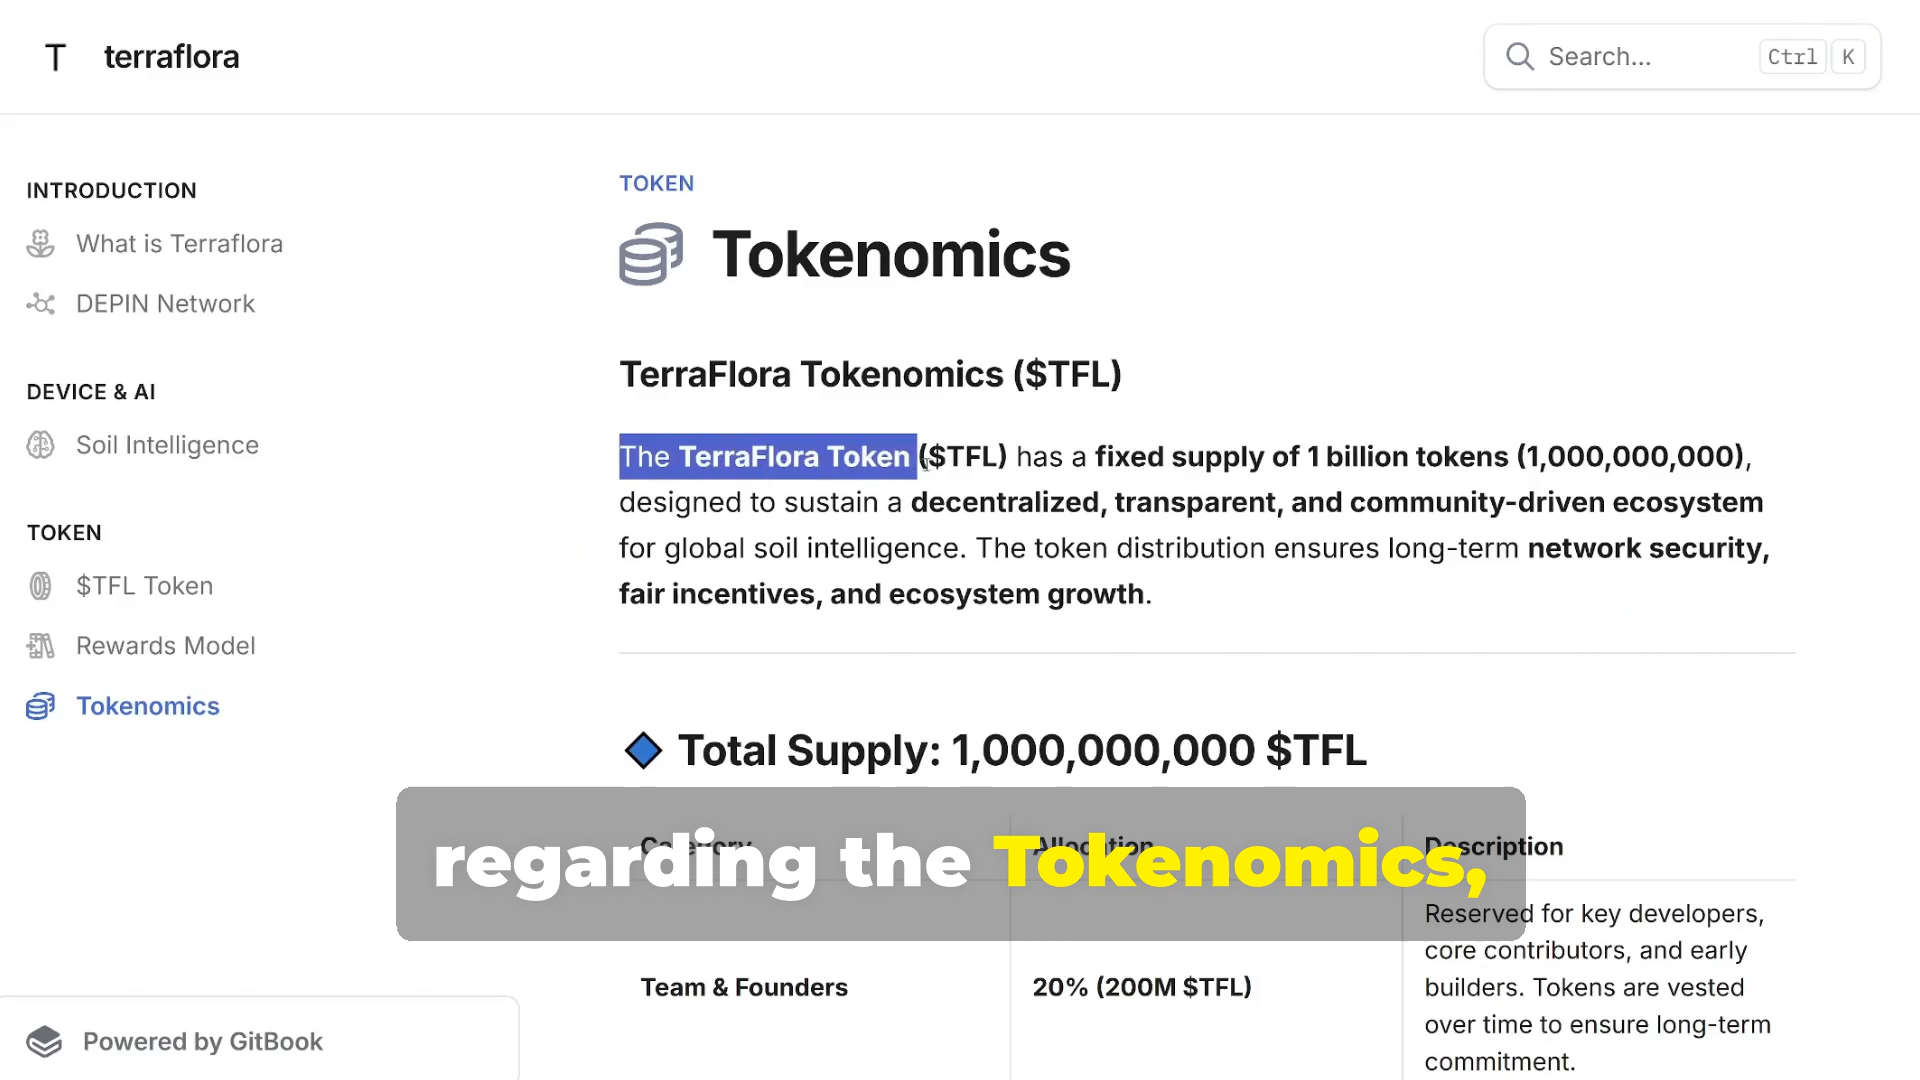 T terraflora
Search... Ctrl K
INTRODUCTION
What is Terraflora
DEPIN Network
DEVICE & AI
Soil Intelligence
TOKEN
$TFL Token
Rewards Model
Tokenomics
Powered by GitBook
TOKEN
Tokenomics
TerraFlora Tokenomics ($TFL)
The TerraFlora Token ($TFL) has a fixed supply of 1 billion tokens (1,000,000,000),
designed to sustain a decentralized, transparent, and community-driven ecosystem
for global soil intelligence. The token distribution ensures long-term network security,
fair incentives, and ecosystem growth.
Total Supply: 1,000,000,000 $TFL
Category Allocation Description
regarding the Tokenomics,
Team & Founders
20% (200M $TFL)
Reserved for key developers,
core contributors, and early
builders. Tokens are vested
over time to ensure long-term
commitment.